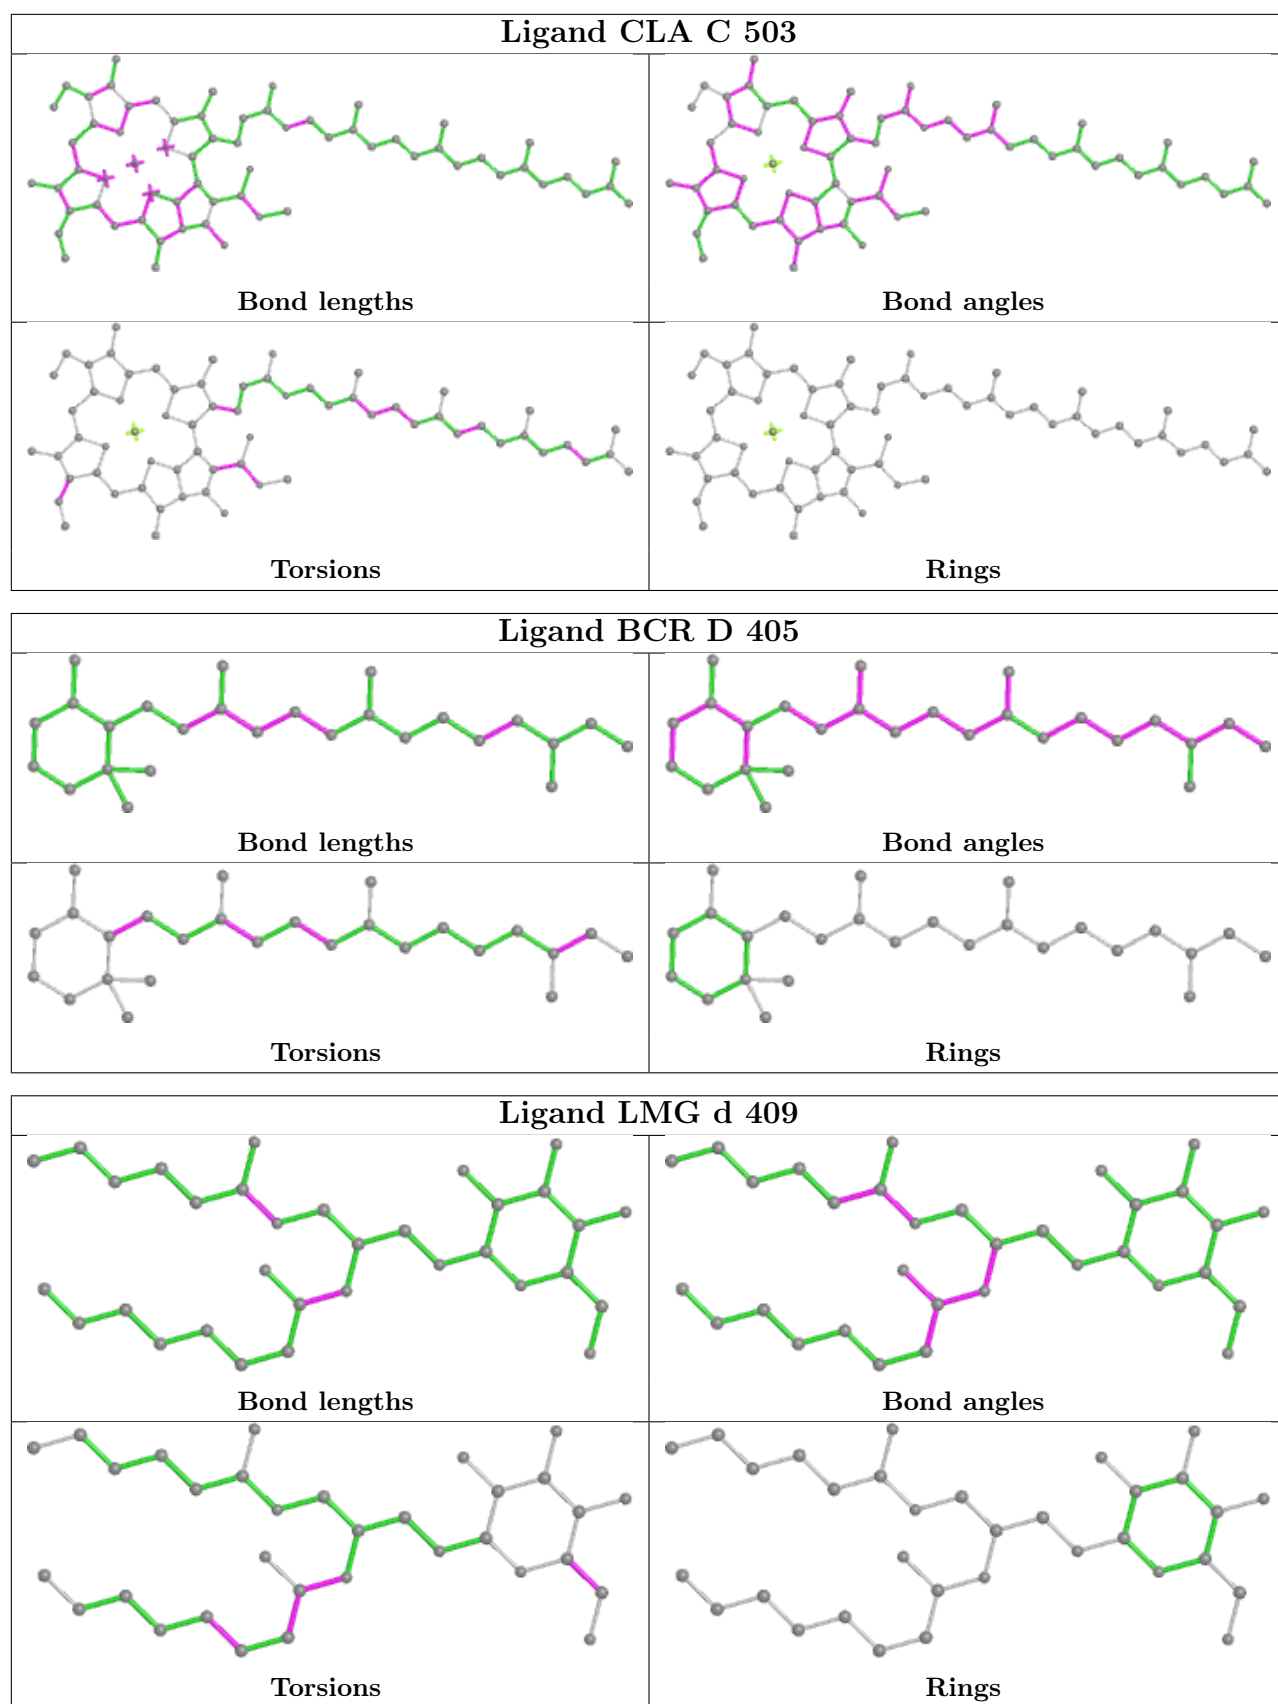 Ligand CLA C 503
Bond lengths
Bond angles
Torsions
Rings
Ligand BCR D 405
Bond lengths
Bond angles
Torsions
Rings
Ligand LMG d 409
Bond lengths
Bond angles
Torsions
Rings